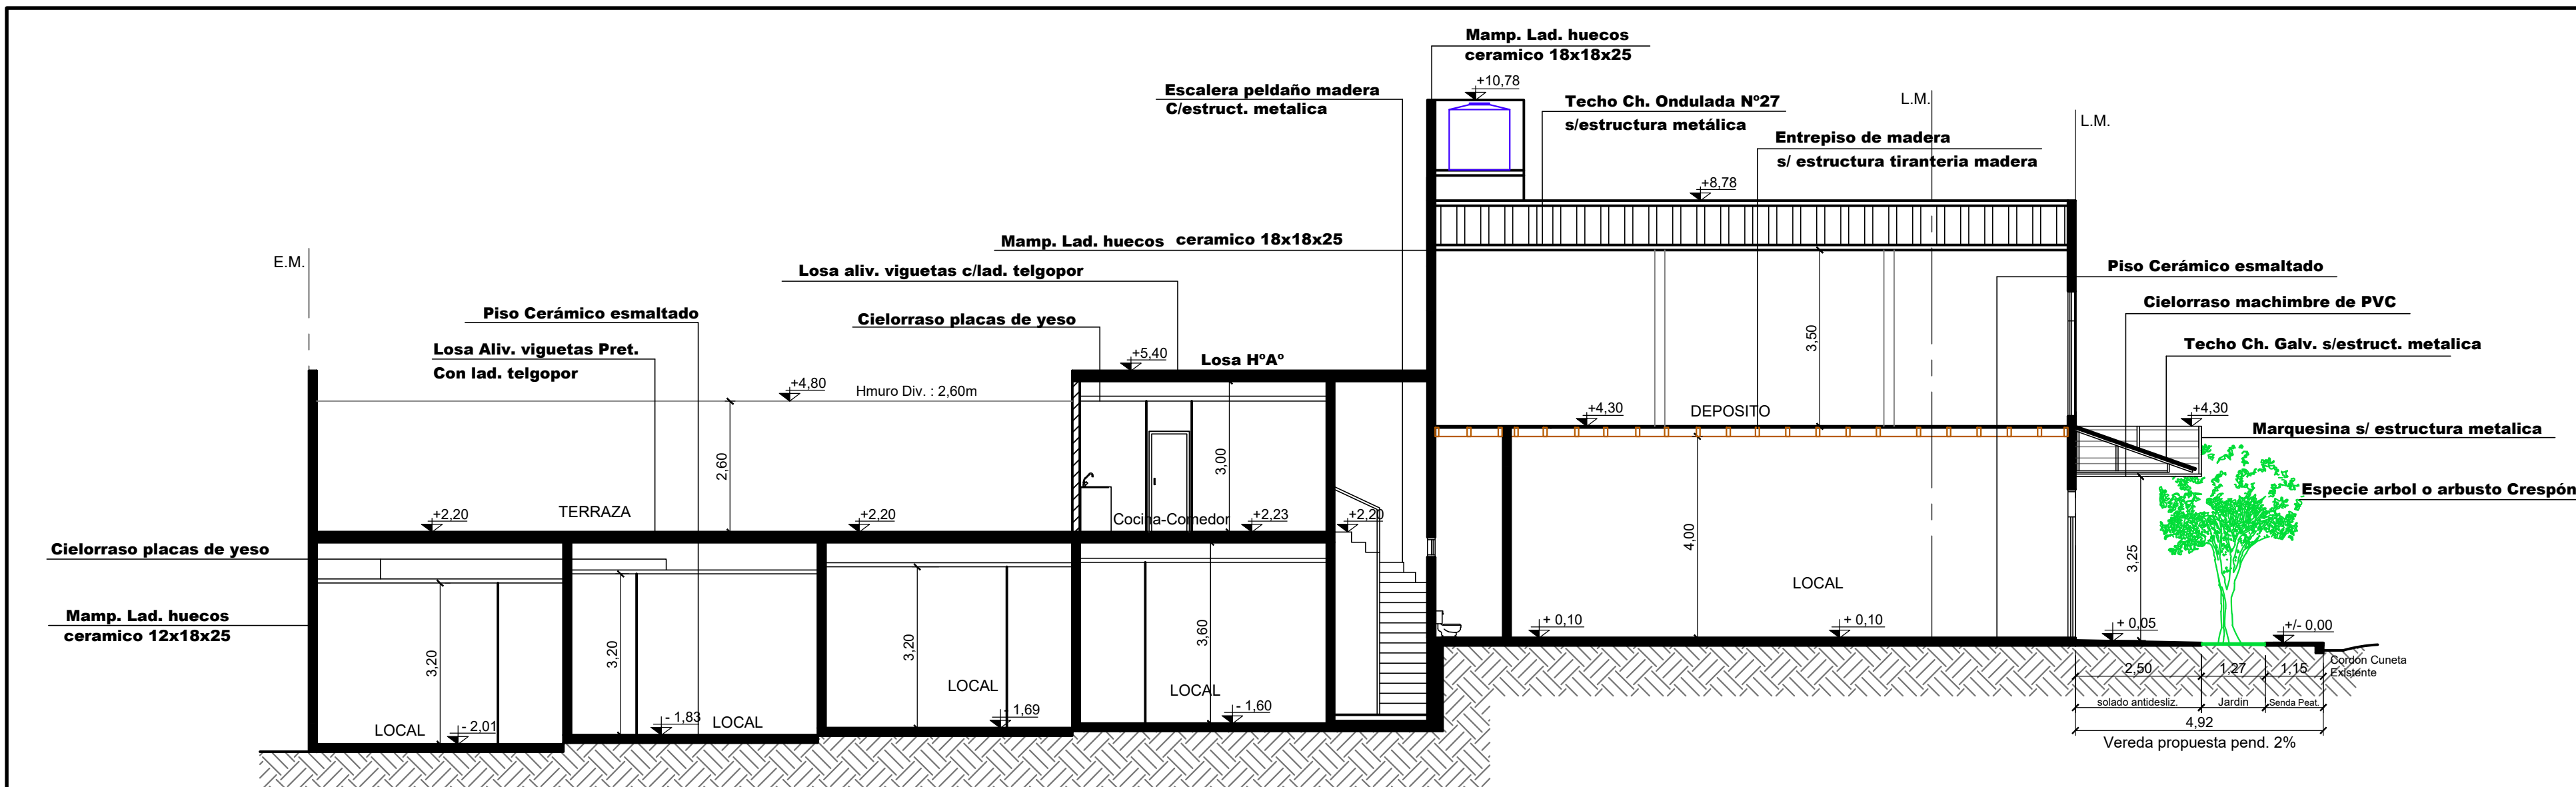 Mamp. Lad. huecos
ceramico 18x18x25
+10,78
Escalera peldaño madera
C/estruct. metalica
Techo Ch. Ondulada Nº27
s/estructura metálica
L.M.
L.M.
Entrepiso de madera
s/ estructura tiranteria madera
+8,78
Mamp. Lad. huecos ceramico 18x18x25
E.M.
Losa aliv. viguetas c/lad. telgopor
Piso Cerámico esmaltado
Cielorraso machimbre de PVC
Piso Cerámico esmaltado
Cielorraso placas de yeso
3,50
Techo Ch. Galv. s/estruct. metalica
Losa Aliv. viguetas Pret.
Con lad. telgopor
+5,40
Losa HºAº
+4,80
Hmuro Div. : 2,60m
+4,30
DEPOSITO
+4,30
Marquesina s/ estructura metalica
2,60
3,00
Especie arbol o arbusto Crespón
+2,20
TERRAZA
+2,20
Cocina-Comedor
+2,23
+2,20
Cielorraso placas de yeso
4,00
3,25
LOCAL
Mamp. Lad. huecos
ceramico 12x18x25
3,20
3,20
3,20
3,60
+ 0,10
+ 0,10
+ 0,05
+/- 0,00
Cordón Cuneta
Existente
2,50
1,27
1,15
LOCAL
LOCAL
solado antidesliz.
Jardin
Senda Peat.
- 1,60
- 1,69
- 1,83
LOCAL
LOCAL
- 2,01
4,92
Vereda propuesta pend. 2%